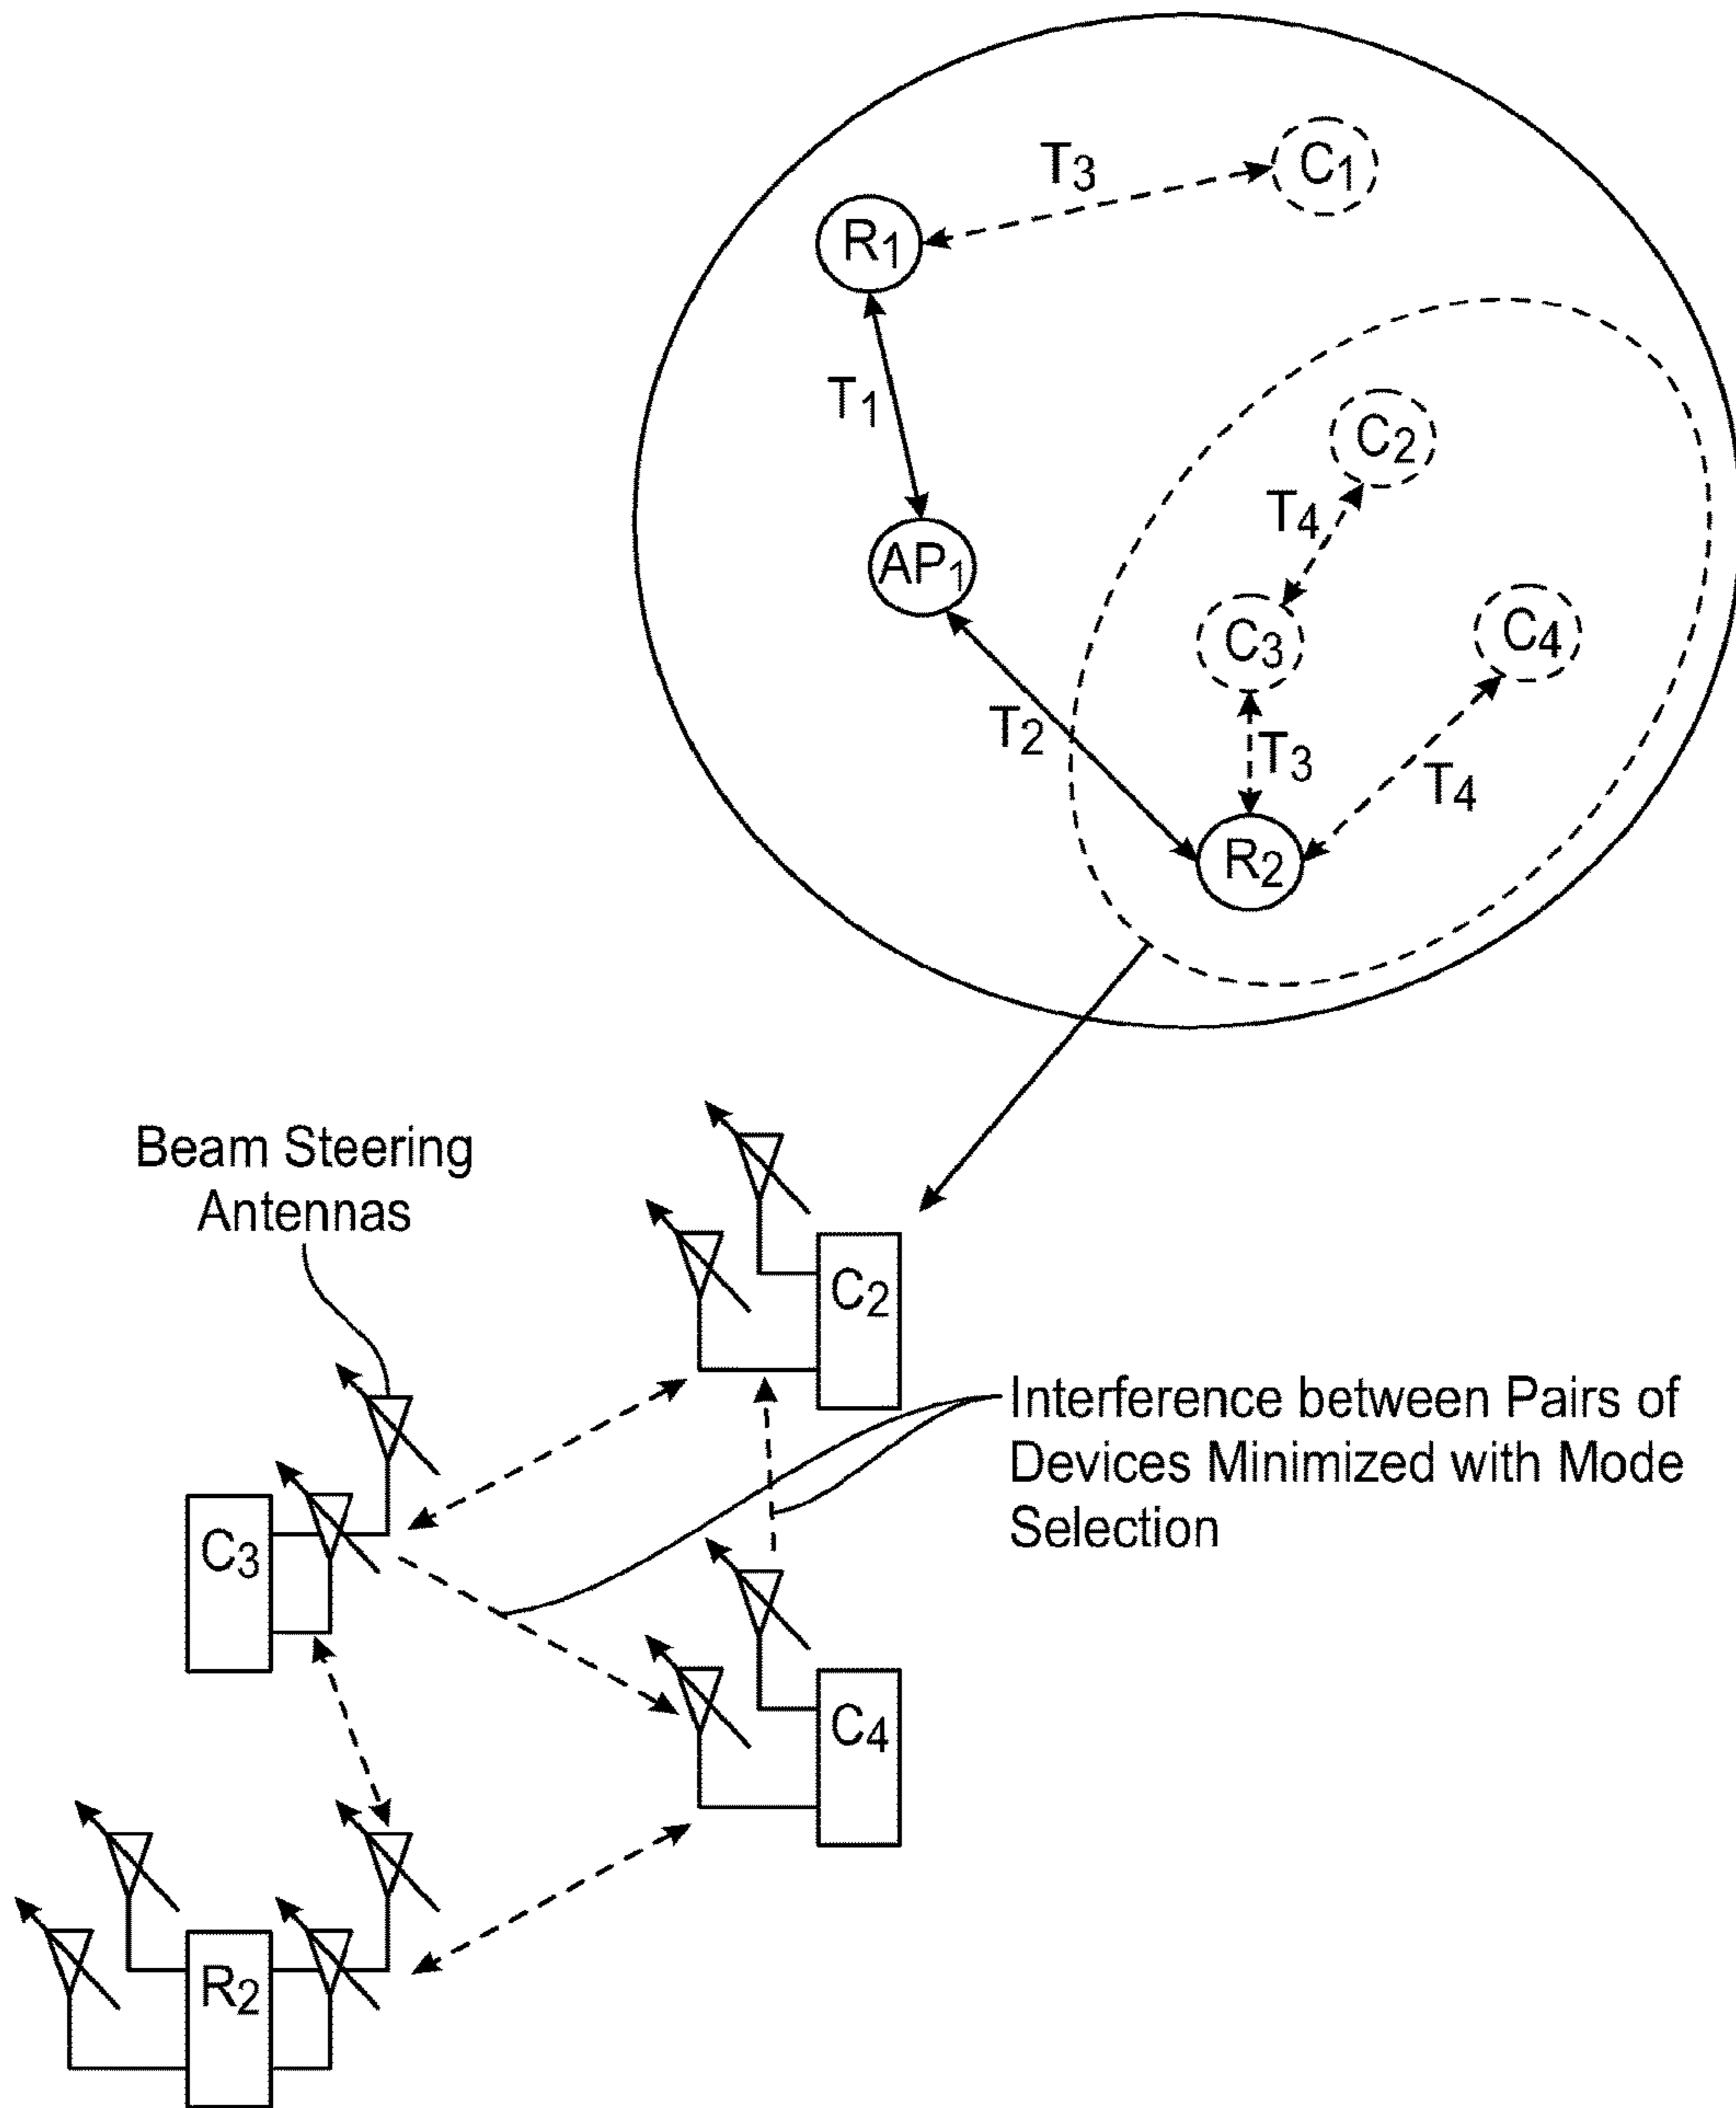 T3
C1
R1
T1
C2
T4
AP1
C3
C4
T2
T3
T4
R2
Beam Steering
Antennas
C2
Interference between Pairs of
Devices Minimized with Mode
Selection
C3
C4
R2